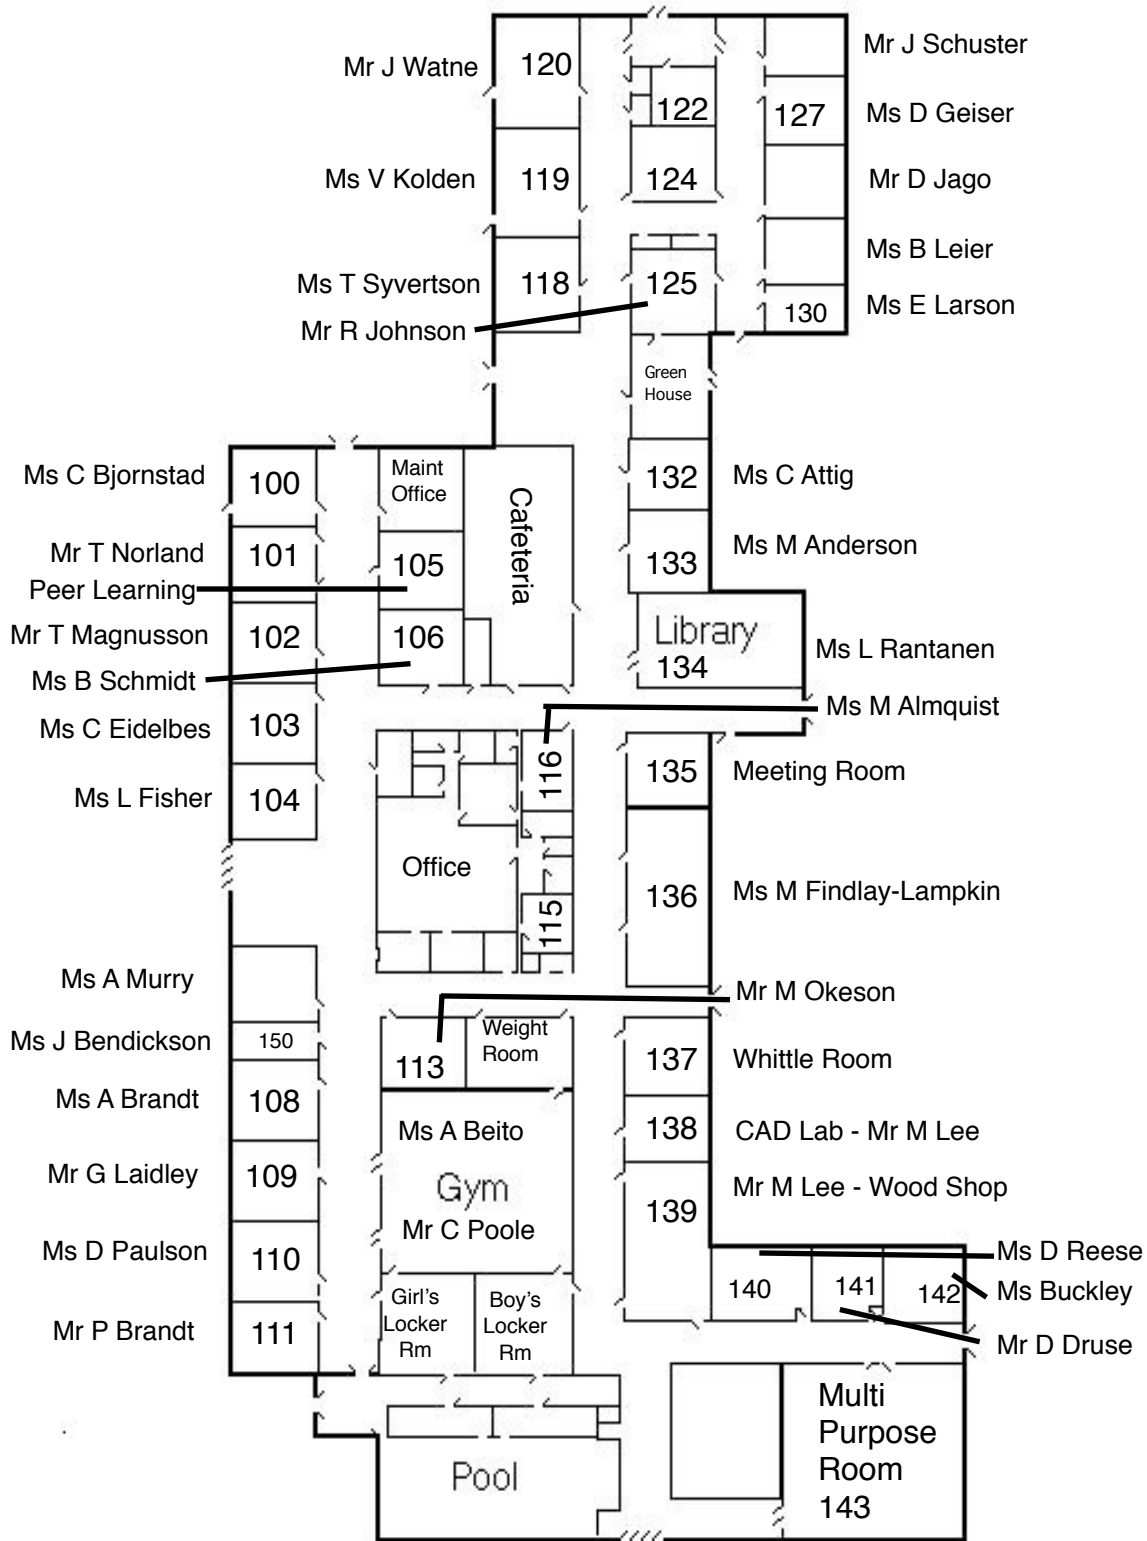 Mr J Watne
120
122
Mr J Schuster
127
Ms D Geiser
Ms V Kolden
119
124
Mr D Jago
Ms B Leier
Ms T Syvertson
118
125
130
Ms E Larson
Mr R Johnson
Green
House
Ms C Bjornstad
100
Maint
Office
Cafeteria
132
Ms C Attig
Mr T Norland
101
Peer Learning
105
133
Ms M Anderson
Mr T Magnusson
102
106
Library
134
Ms L Rantanen
Ms B Schmidt
Ms M Almquist
Ms C Eidelbes
103
116
135
Meeting Room
Ms L Fisher
104
Office
115
136
Ms M Findlay-Lampkin
Ms A Murry
Mr M Okeson
Ms J Bendickson
150
113
Weight
Room
137
Whittle Room
Ms A Brandt
108
Ms A Beito
138
CAD Lab - Mr M Lee
Mr G Laidley
109
Gym
Mr C Poole
139
Mr M Lee - Wood Shop
Ms D Paulson
110
Ms D Reese
140
141
142
Ms Buckley
Mr P Brandt
111
Girl's
Locker
Rm
Boy's
Locker
Rm
Mr D Druse
Multi
Purpose
Room
143
Pool